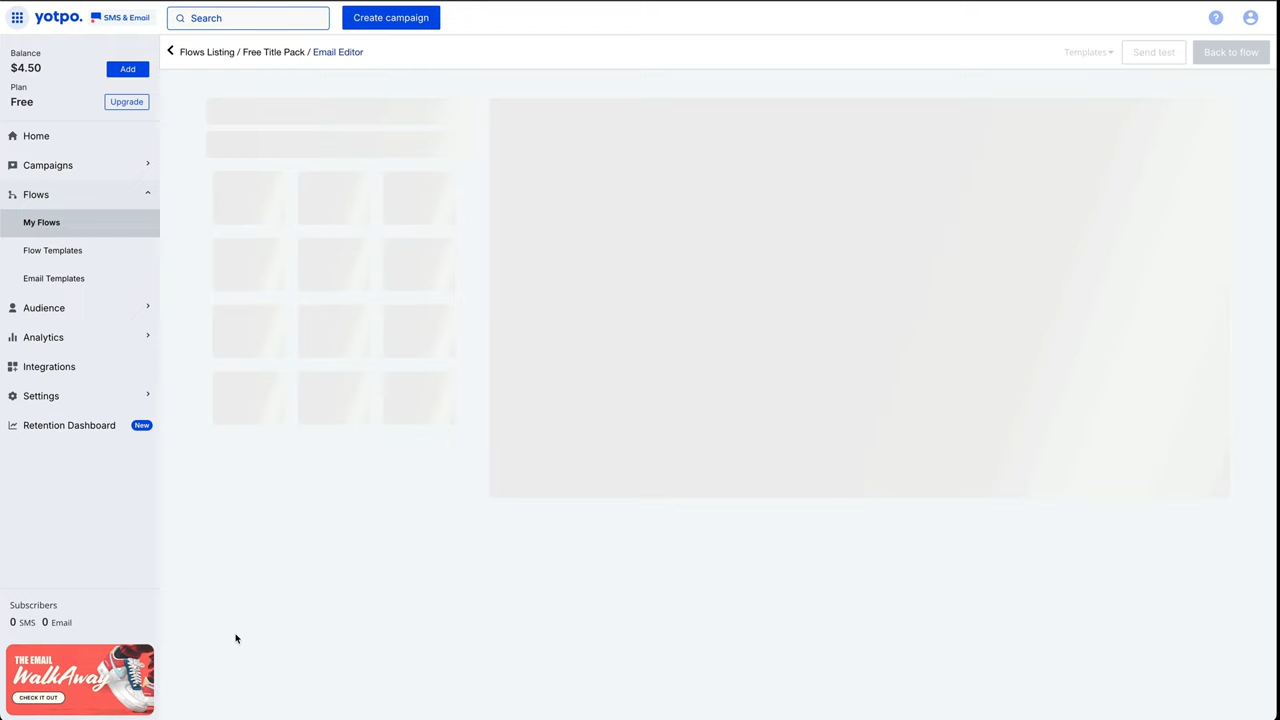 yotpo.
SMS & Email
Search
Create campaign
Balance
$4.50
Add
Plan
Free
Upgrade
Flows Listing / Free Title Pack / Email Editor
Templates
Send test
Back to flow
Home
Campaigns
Flows
My Flows
Flow Templates
Email Templates
Audience
Analytics
Integrations
Settings
Retention Dashboard
New
Subscribers
0 SMS 0 Email
THE EMAIL
WalkAway
CHECK IT OUT